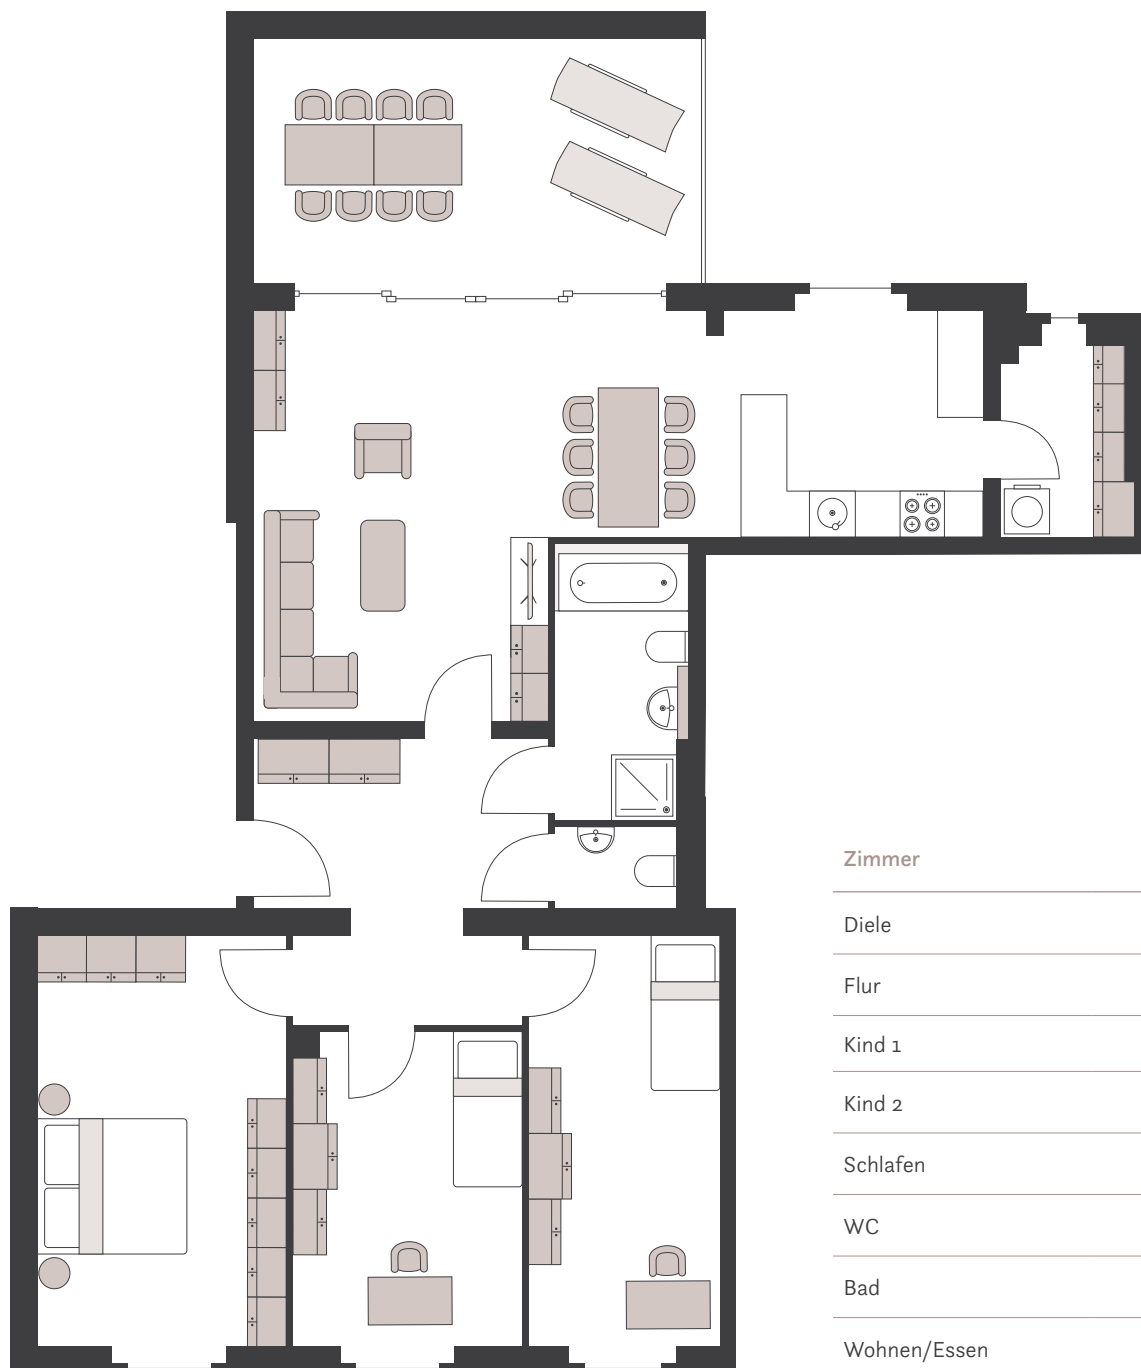 Zimmer
Diele
Flur
Kind 1
Kind 2
Schlafen
WC
Bad
Wohnen/Essen